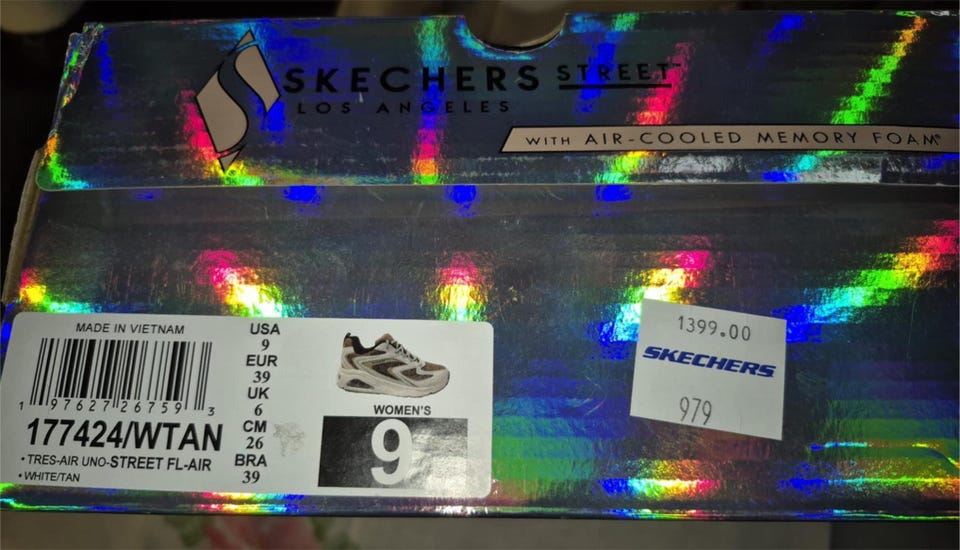 SKECHERS STREET™
LOS ANGELES
WITH AIR-COOLED MEMORY FOAM®
MADE IN VIETNAM
1 97627 26759 3
177424/WTAN
• TRES-AIR UNO-STREET FL-AIR
• WHITE/TAN
USA
9
EUR
39
UK
6
CM
26
BRA
39
WOMEN'S
9
1399.00
SKECHERS
979